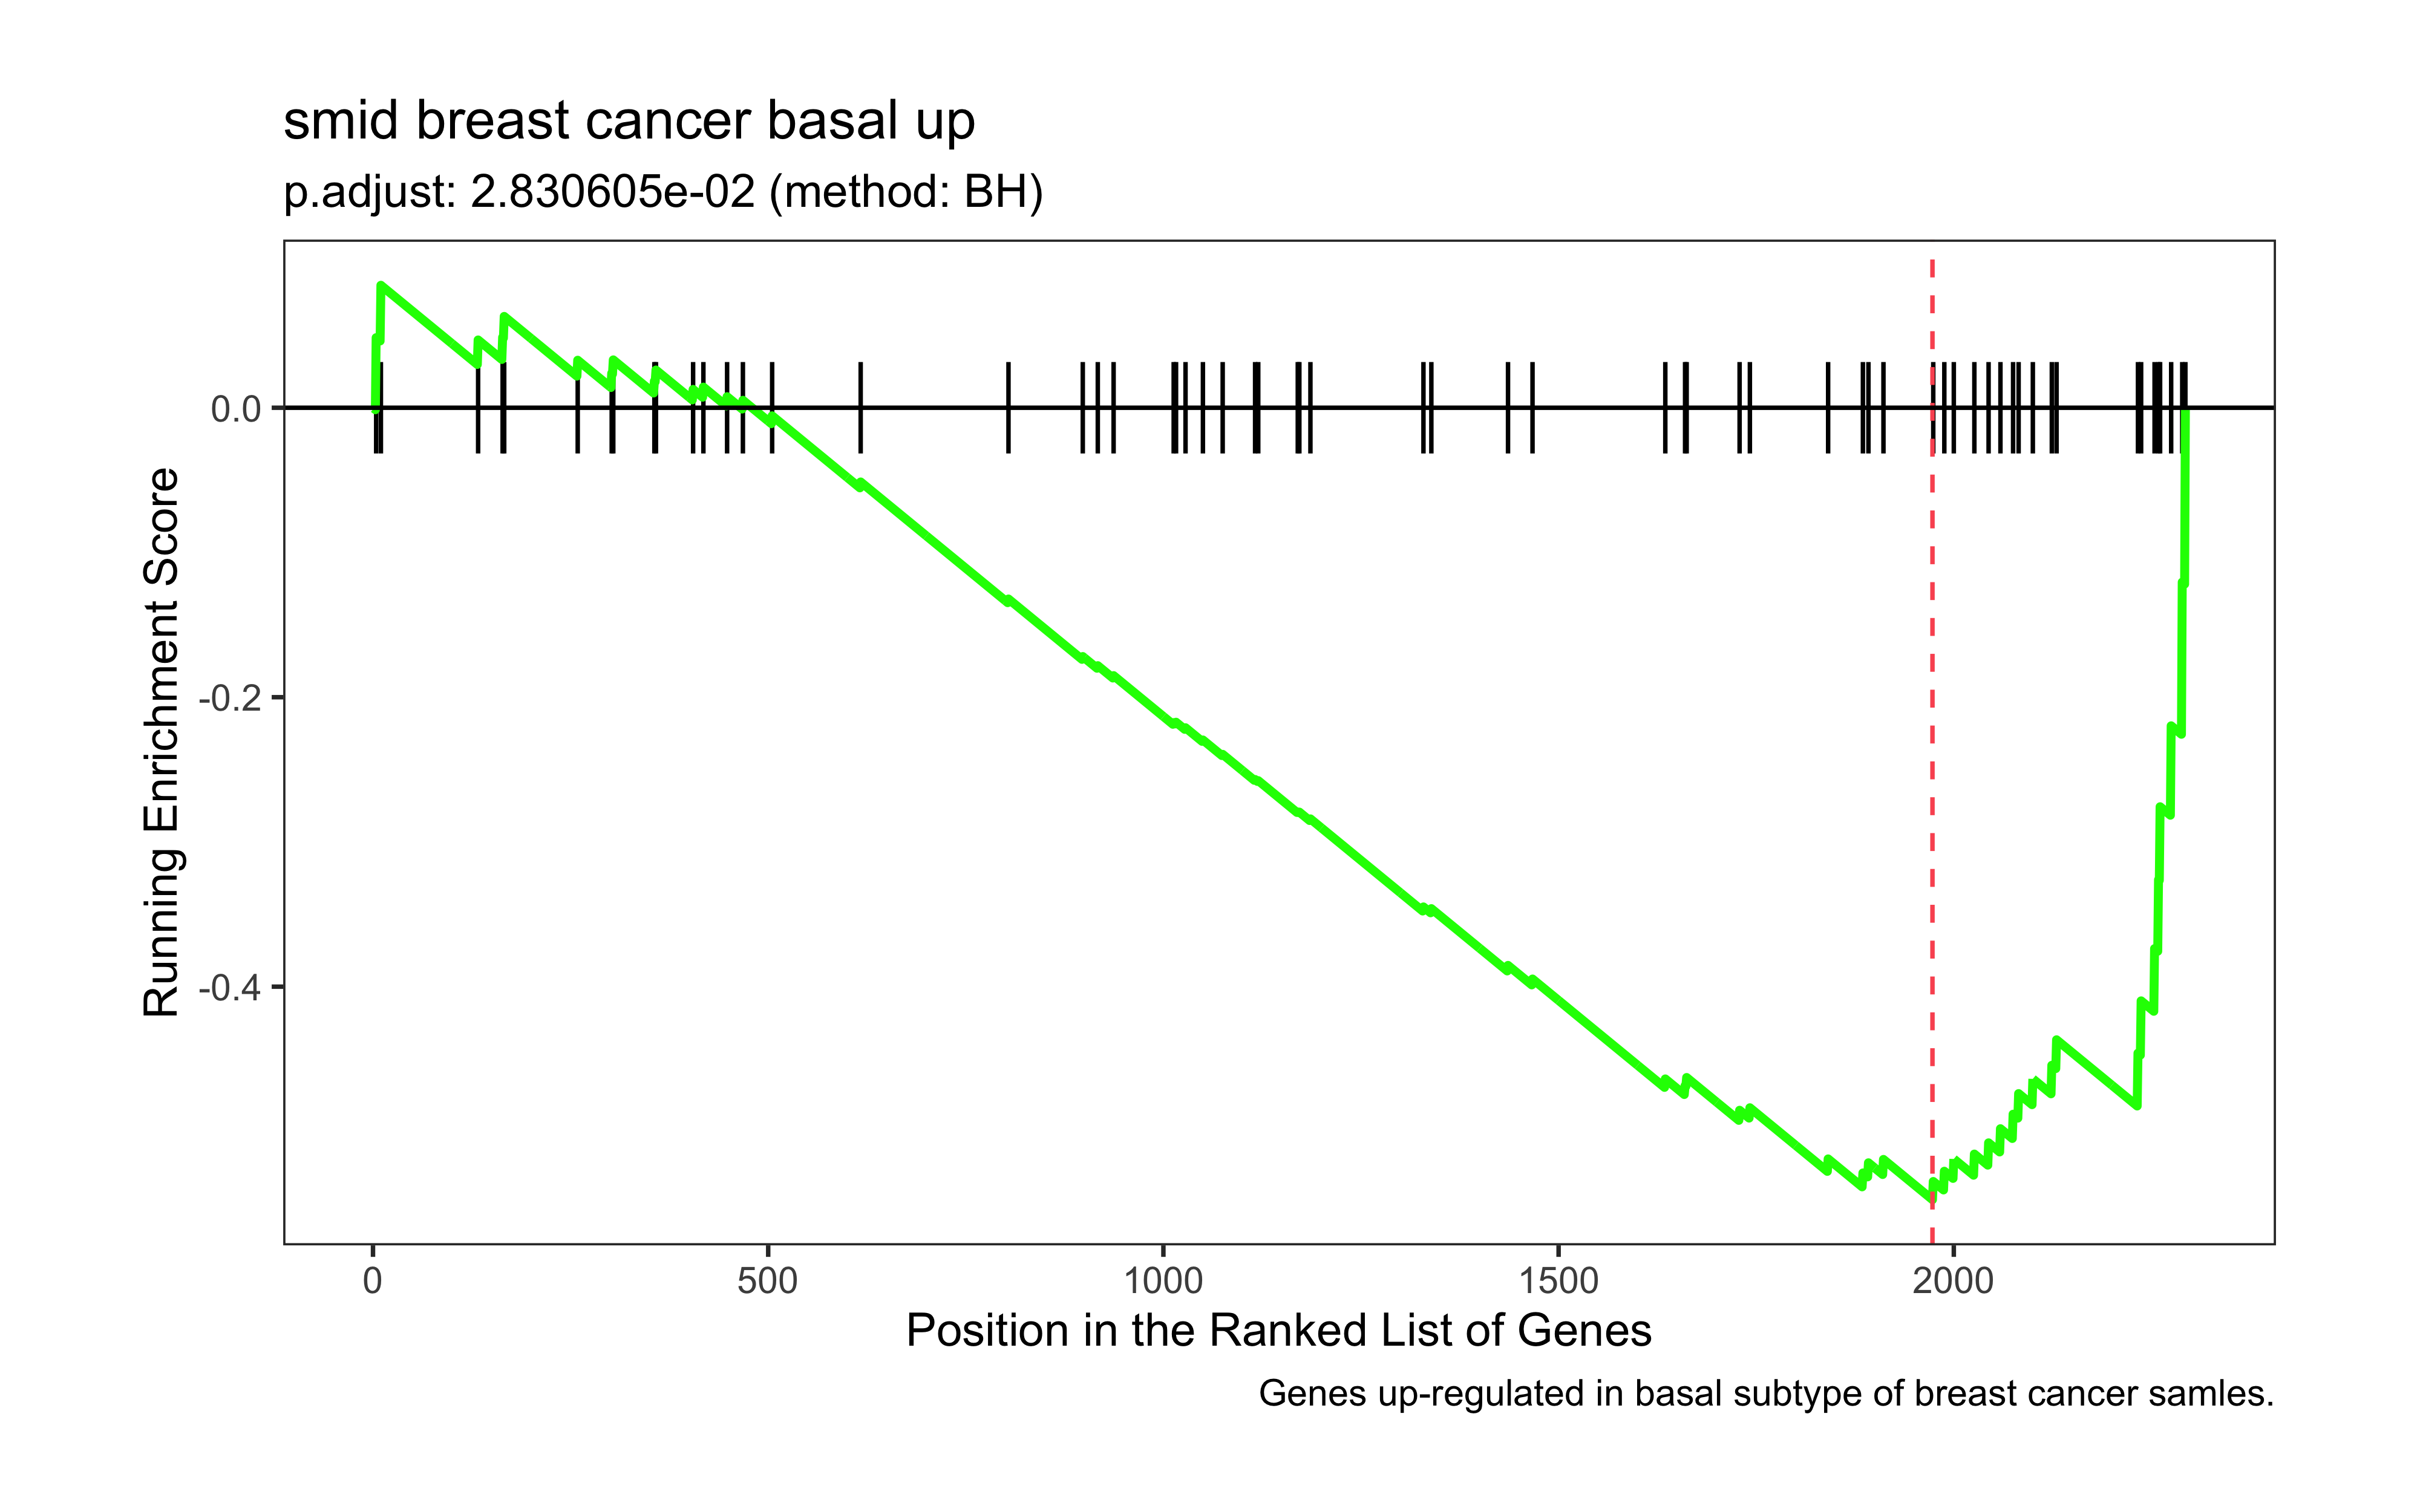 smid breast cancer basal up
p.adjust: 2.830605e-02 (method: BH)
Running Enrichment Score
0.0
-0.2
-0.4
0 500 1000 1500 2000
Position in the Ranked List of Genes
Genes up-regulated in basal subtype of breast cancer samles.